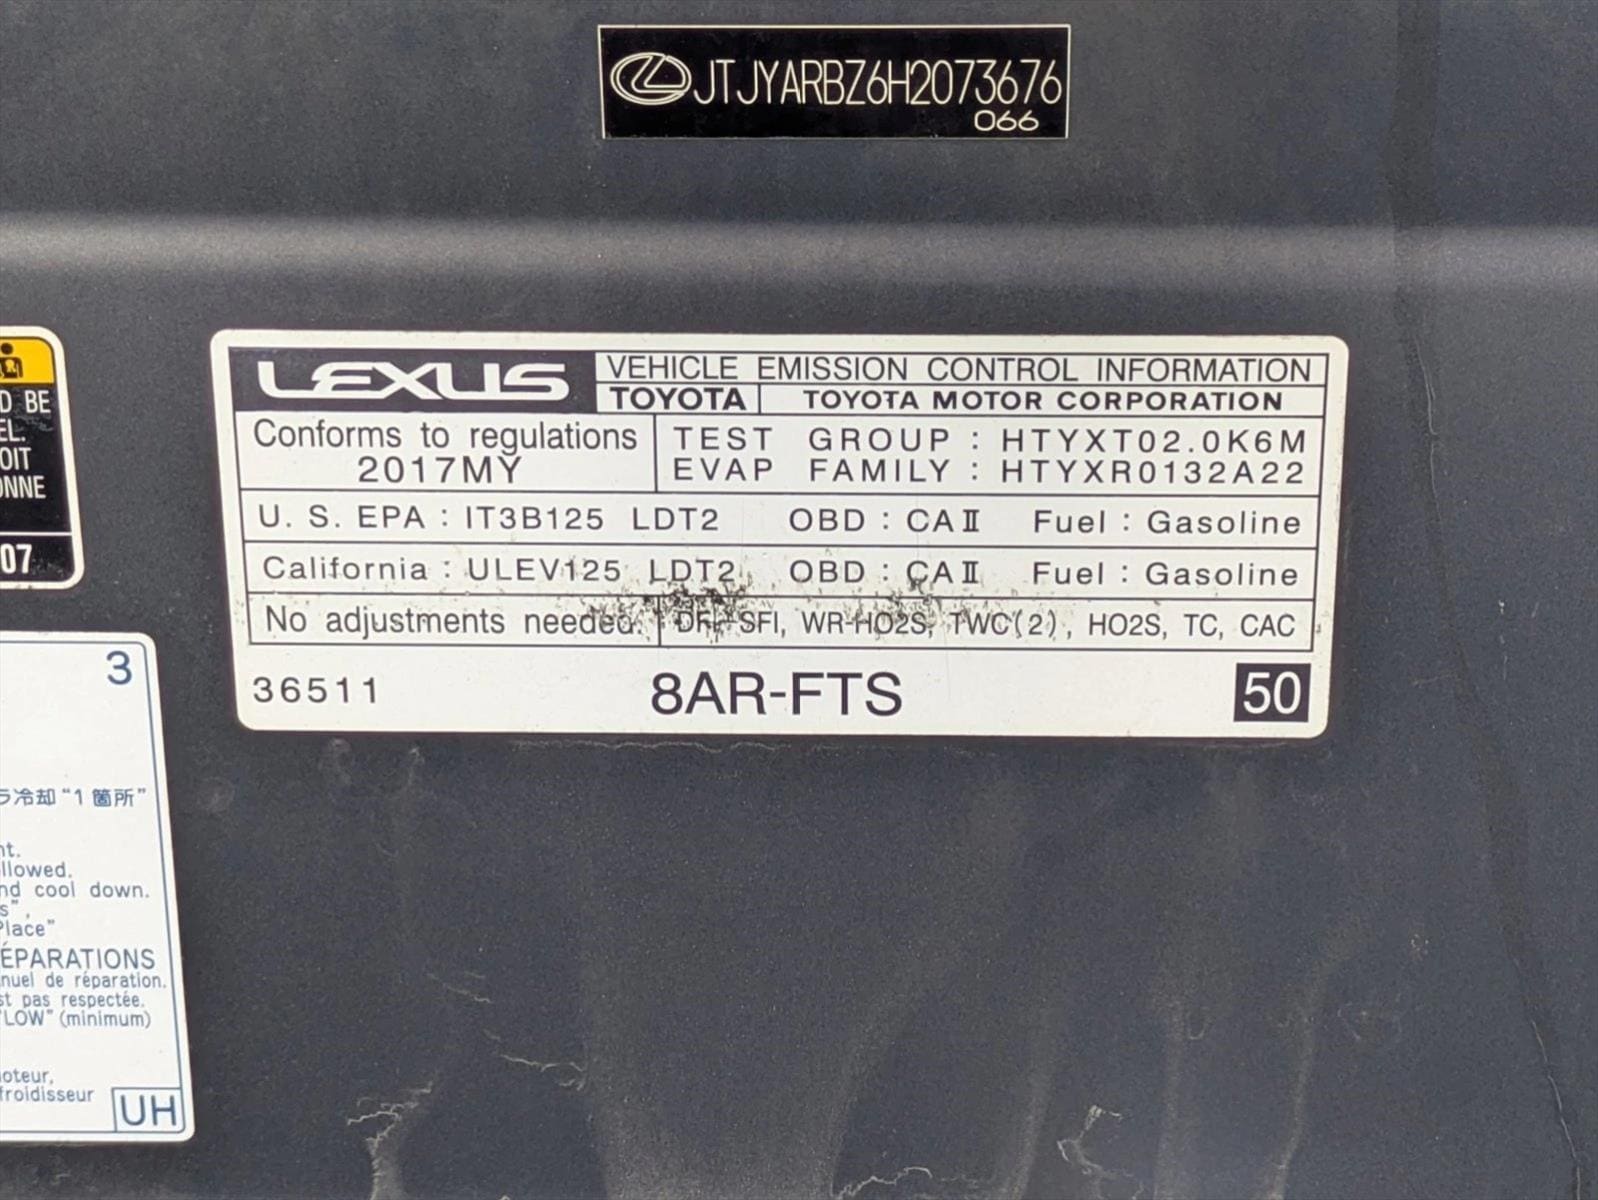 JTJYARBZ6H2073676
066
LEXUS
VEHICLE EMISSION CONTROL INFORMATION
TOYOTA
TOYOTA MOTOR CORPORATION
Conforms to regulations
2017MY
TEST GROUP : HTYXT02.0K6M
EVAP FAMILY : HTYXR0132A22
U. S. EPA : IT3B125 LDT2 OBD : CAⅡ Fuel : Gasoline
California : ULEV125 LDT2 OBD : CAⅡ Fuel : Gasoline
No adjustments needed. DFI, SFI, WR-HO2S, TWC(2), HO2S, TC, CAC
36511
8AR-FTS
50
D BE
EL.
OIT
ONNE
07
3
ラ冷却“1 箇所”
nt.
llowed.
nd cool down.
s",
Place"
ÉPARATIONS
nuel de réparation.
st pas respectée.
"LOW" (minimum)
noteur,
froidisseur
UH